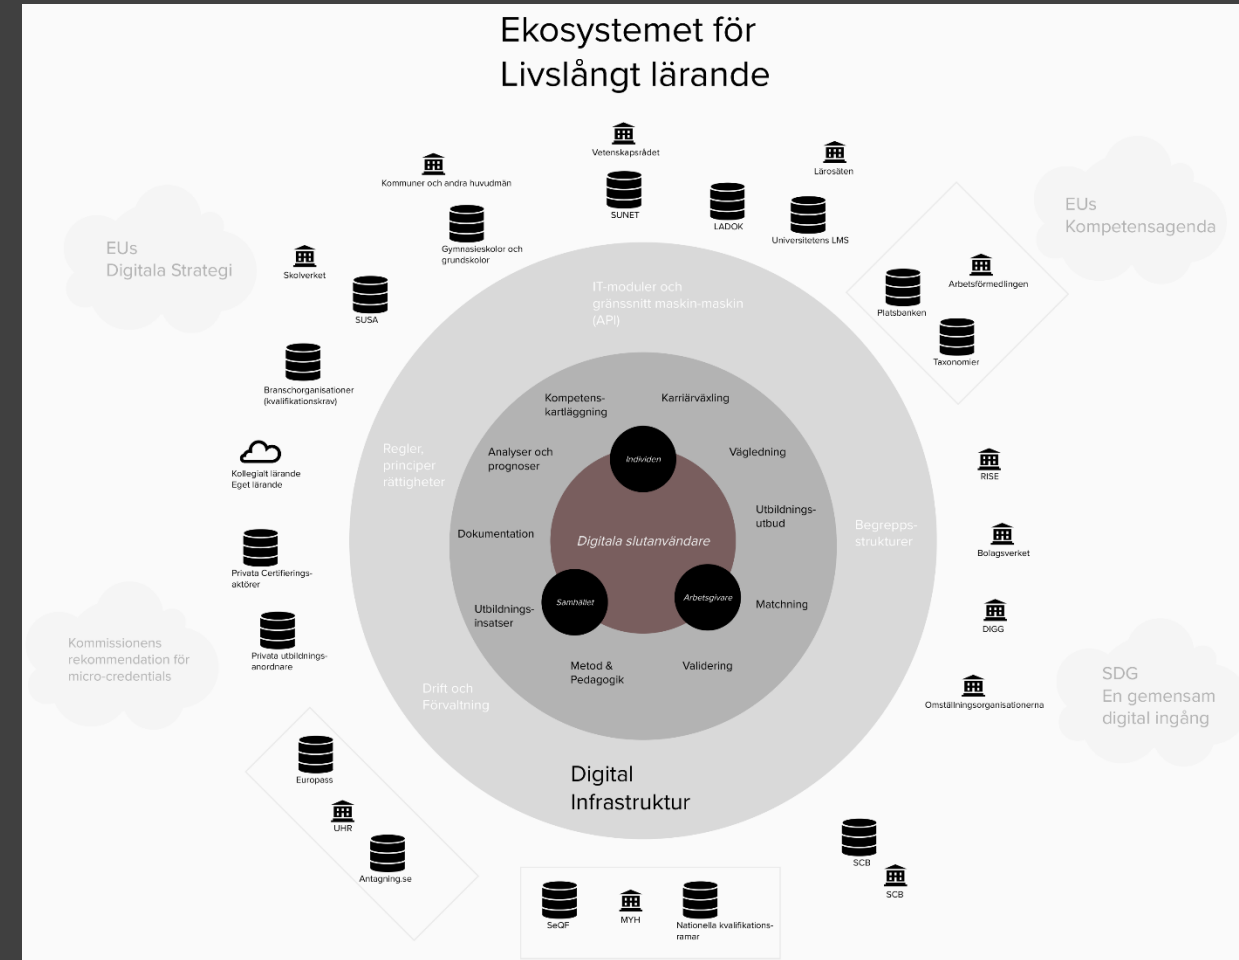 Ekosystemet för
Livslångt lärande
Vetenskapsrådet
SUNET
Kommuner och andra huvudmän
Gymnasieskolor och
grundskolor
LADOK
Lärosäten
Universitetens LMS
EUs
Digitala Strategi
EUs
Kompetensagenda
Skolverket
SUSA
Arbetsförmedlingen
Platsbanken
Taxonomier
Branschorganisationer
(kvalifikationskrav)
Kollegialt lärande
Eget lärande
Privata Certifierings-
aktörer
Privata utbildnings-
anordnare
Kommissionens
rekommendation för
micro-credentials
IT-moduler och
gränssnitt maskin-maskin
(API)
Regler,
principer
rättigheter
Begrepps-
strukturer
Drift och
Förvaltning
Kompetens-
kartläggning
Karriärväxling
Analyser och
prognoser
Vägledning
Dokumentation
Utbildnings-
utbud
Utbildnings-
insatser
Matchning
Metod &
Pedagogik
Validering
Individen
Digitala slutanvändare
Samhället
Arbetsgivare
Digital
Infrastruktur
RISE
Bolagsverket
DIGG
Omställningsorganisationerna
SDG
En gemensam
digital ingång
Europass
UHR
Antagning.se
SeQF
MYH
Nationella kvalifikations-
ramar
SCB
SCB